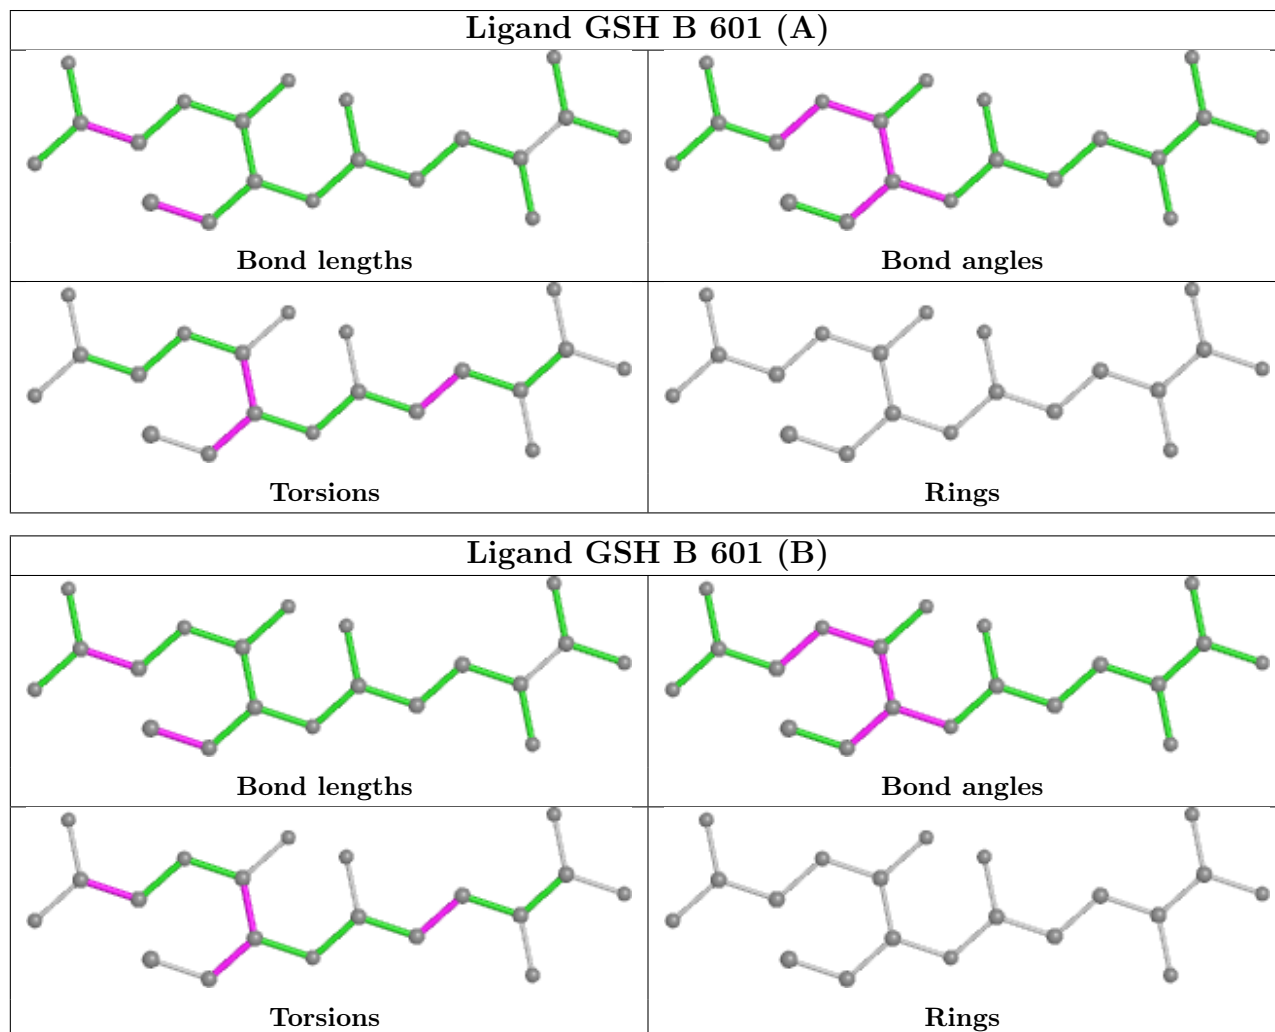 Ligand GSH B 601 (A)
Bond lengths
Bond angles
Torsions
Rings
Ligand GSH B 601 (B)
Bond lengths
Bond angles
Torsions
Rings